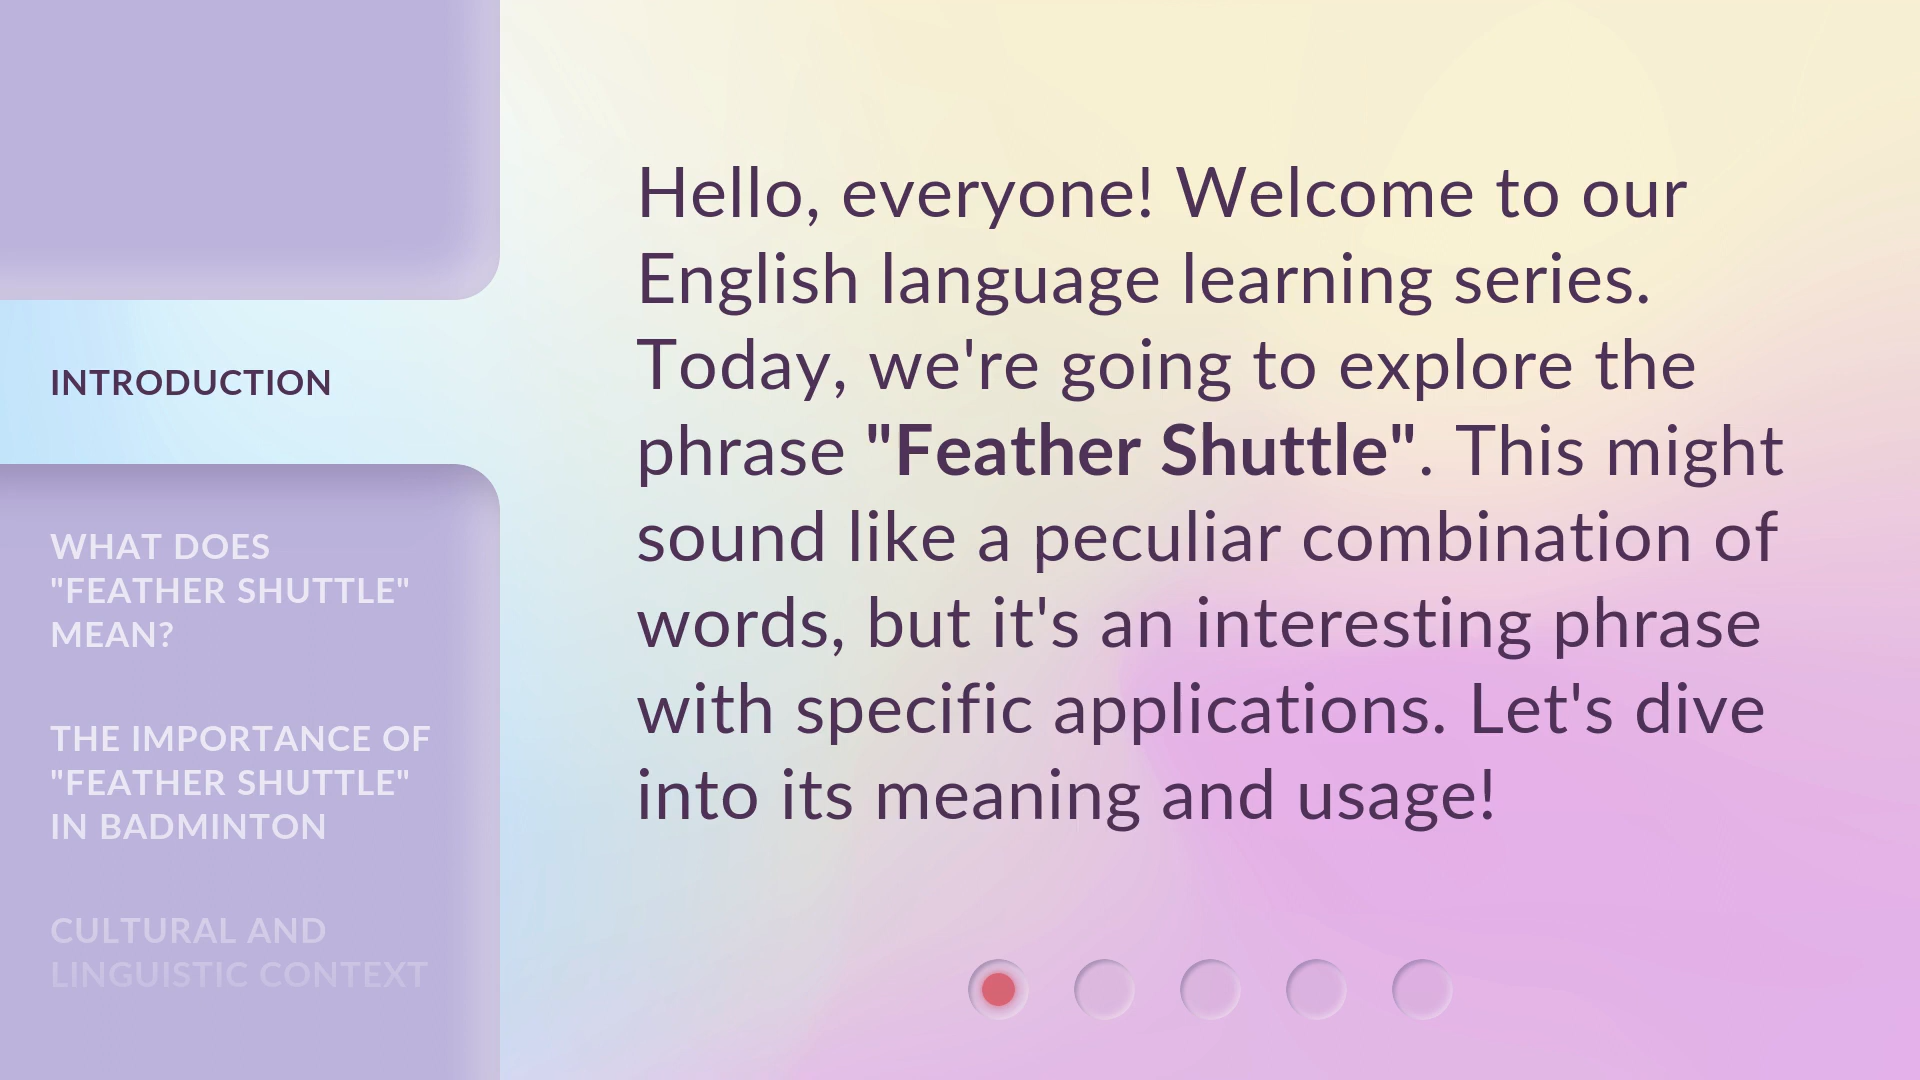 INTRODUCTION
WHAT DOES
"FEATHER SHUTTLE"
MEAN?
THE IMPORTANCE OF
"FEATHER SHUTTLE"
IN BADMINTON
CULTURAL AND
LINGUISTIC CONTEXT
Hello, everyone! Welcome to our
English language learning series.
Today, we're going to explore the
phrase "Feather Shuttle". This might
sound like a peculiar combination of
words, but it's an interesting phrase
with specific applications. Let's dive
into its meaning and usage!